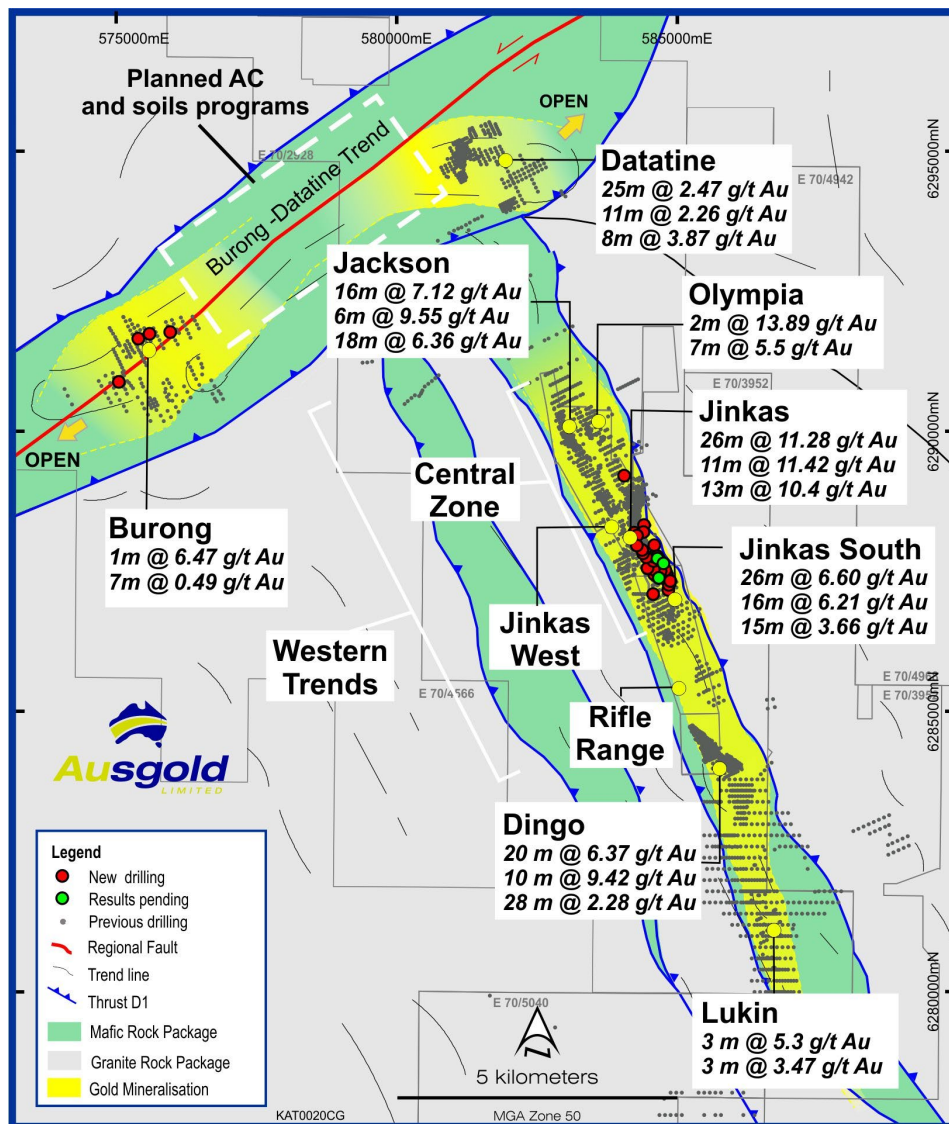 575000mE
580000mE
585000mE
Planned AC
and soils programs
OPEN
E 70/2928
Burong -Datatine Trend
6295000mN
Datatine
25m @ 2.47 g/t Au
11m @ 2.26 g/t Au
8m @ 3.87 g/t Au
E 70/4942
Jackson
16m @ 7.12 g/t Au
6m @ 9.55 g/t Au
18m @ 6.36 g/t Au
Olympia
2m @ 13.89 g/t Au
7m @ 5.5 g/t Au
E 70/3952
Jinkas
26m @ 11.28 g/t Au
11m @ 11.42 g/t Au
13m @ 10.4 g/t Au
6290000mN
OPEN
Central
Zone
Burong
1m @ 6.47 g/t Au
7m @ 0.49 g/t Au
Jinkas South
26m @ 6.60 g/t Au
16m @ 6.21 g/t Au
15m @ 3.66 g/t Au
Jinkas
West
Western
Trends
E 70/4566
Rifle
Range
6285000mN
Ausgold
LIMITED
Dingo
20 m @ 6.37 g/t Au
10 m @ 9.42 g/t Au
28 m @ 2.28 g/t Au
Legend
New drilling
Results pending
Previous drilling
Regional Fault
Trend line
Thrust D1
Mafic Rock Package
Granite Rock Package
Gold Mineralisation
6280000mN
E 70/5040
Lukin
3 m @ 5.3 g/t Au
3 m @ 3.47 g/t Au
N
5 kilometers
KAT0020CG
MGA Zone 50